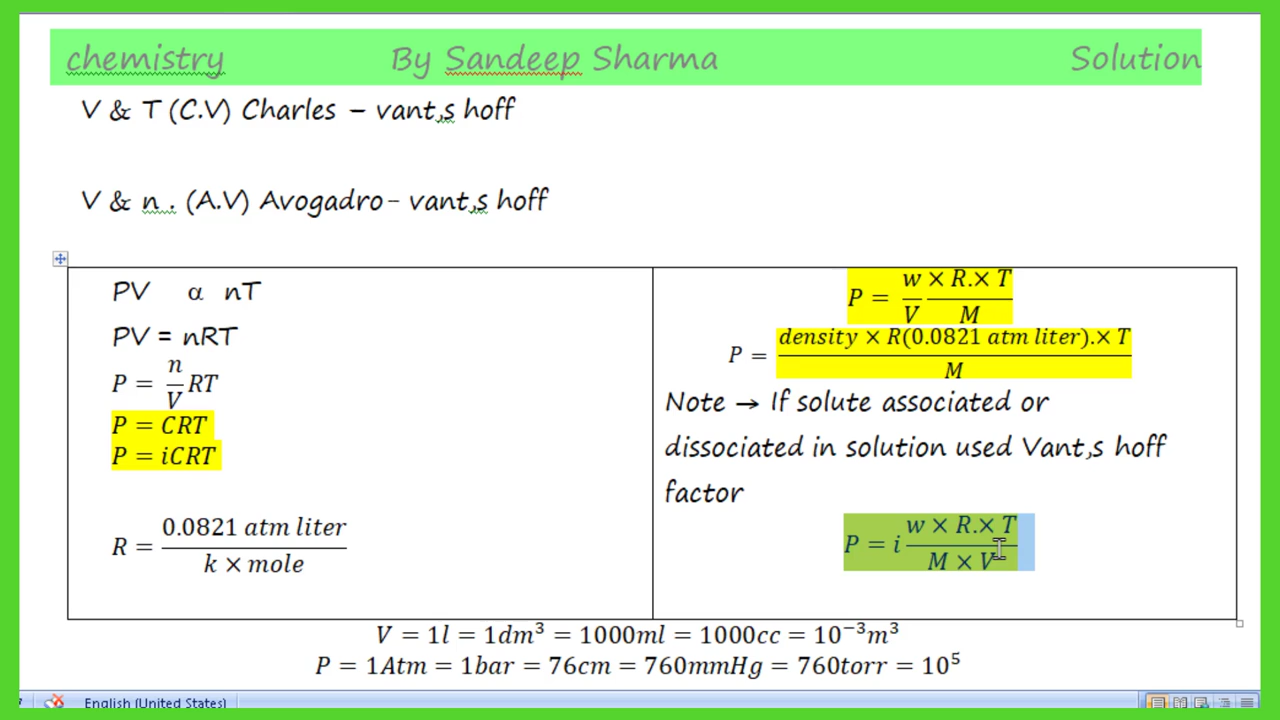 chemistry By Sandeep Sharma Solution
V & T (C.V) Charles – vant,s hoff
V & n . (A.V) Avogadro– vant,s hoff
PV α nT
PV = nRT
P = n/V RT
P = CRT
P = iCRT
R = 0.0821 atm liter / k × mole
P = w/V × R.× T / M
P = density × R(0.0821 atm liter).× T / M
Note → If solute associated or
dissociated in solution used Vant,s hoff
factor
P = i w × R.× T / M × V
V = 1l = 1dm³ = 1000ml = 1000cc = 10⁻³m³
P = 1Atm = 1bar = 76cm = 760mmHg = 760torr = 10⁵
English (United States)